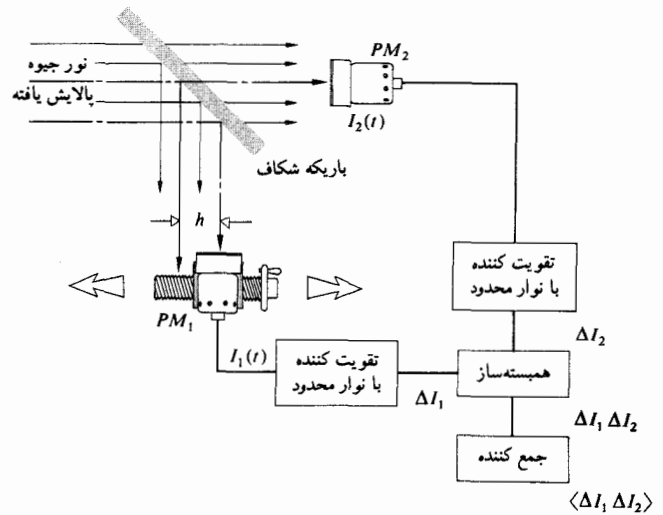 نور جیوه
پالایش یافته
PM₂
I₂(t)
باریکه شکاف
h
PM₁
I₁(t)
تقویت کننده
با نوار محدود
ΔI₁
تقویت کننده
با نوار محدود
ΔI₂
همبسته‌ساز
ΔI₁ ΔI₂
جمع کننده
⟨ΔI₁ ΔI₂⟩